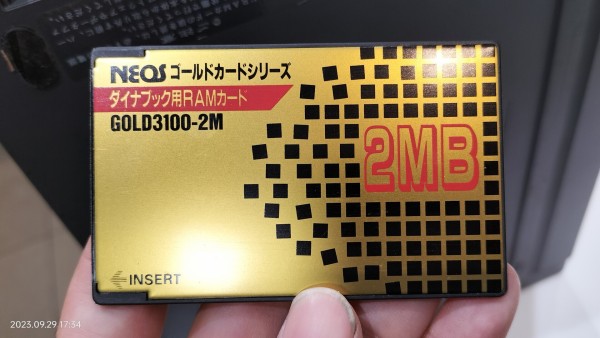 NEOS ゴールドカードシリーズ
ダイナブック用RAMカード
GOLD3100-2M
2MB
INSERT
2023.09.29 17:34